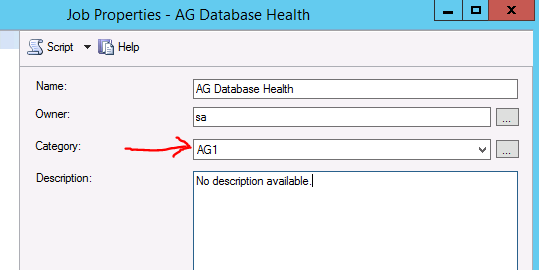 Job Properties - AG Database Health
Script Help
Name: AG Database Health
Owner: sa ...
Category: AG1 ...
Description: No description available.